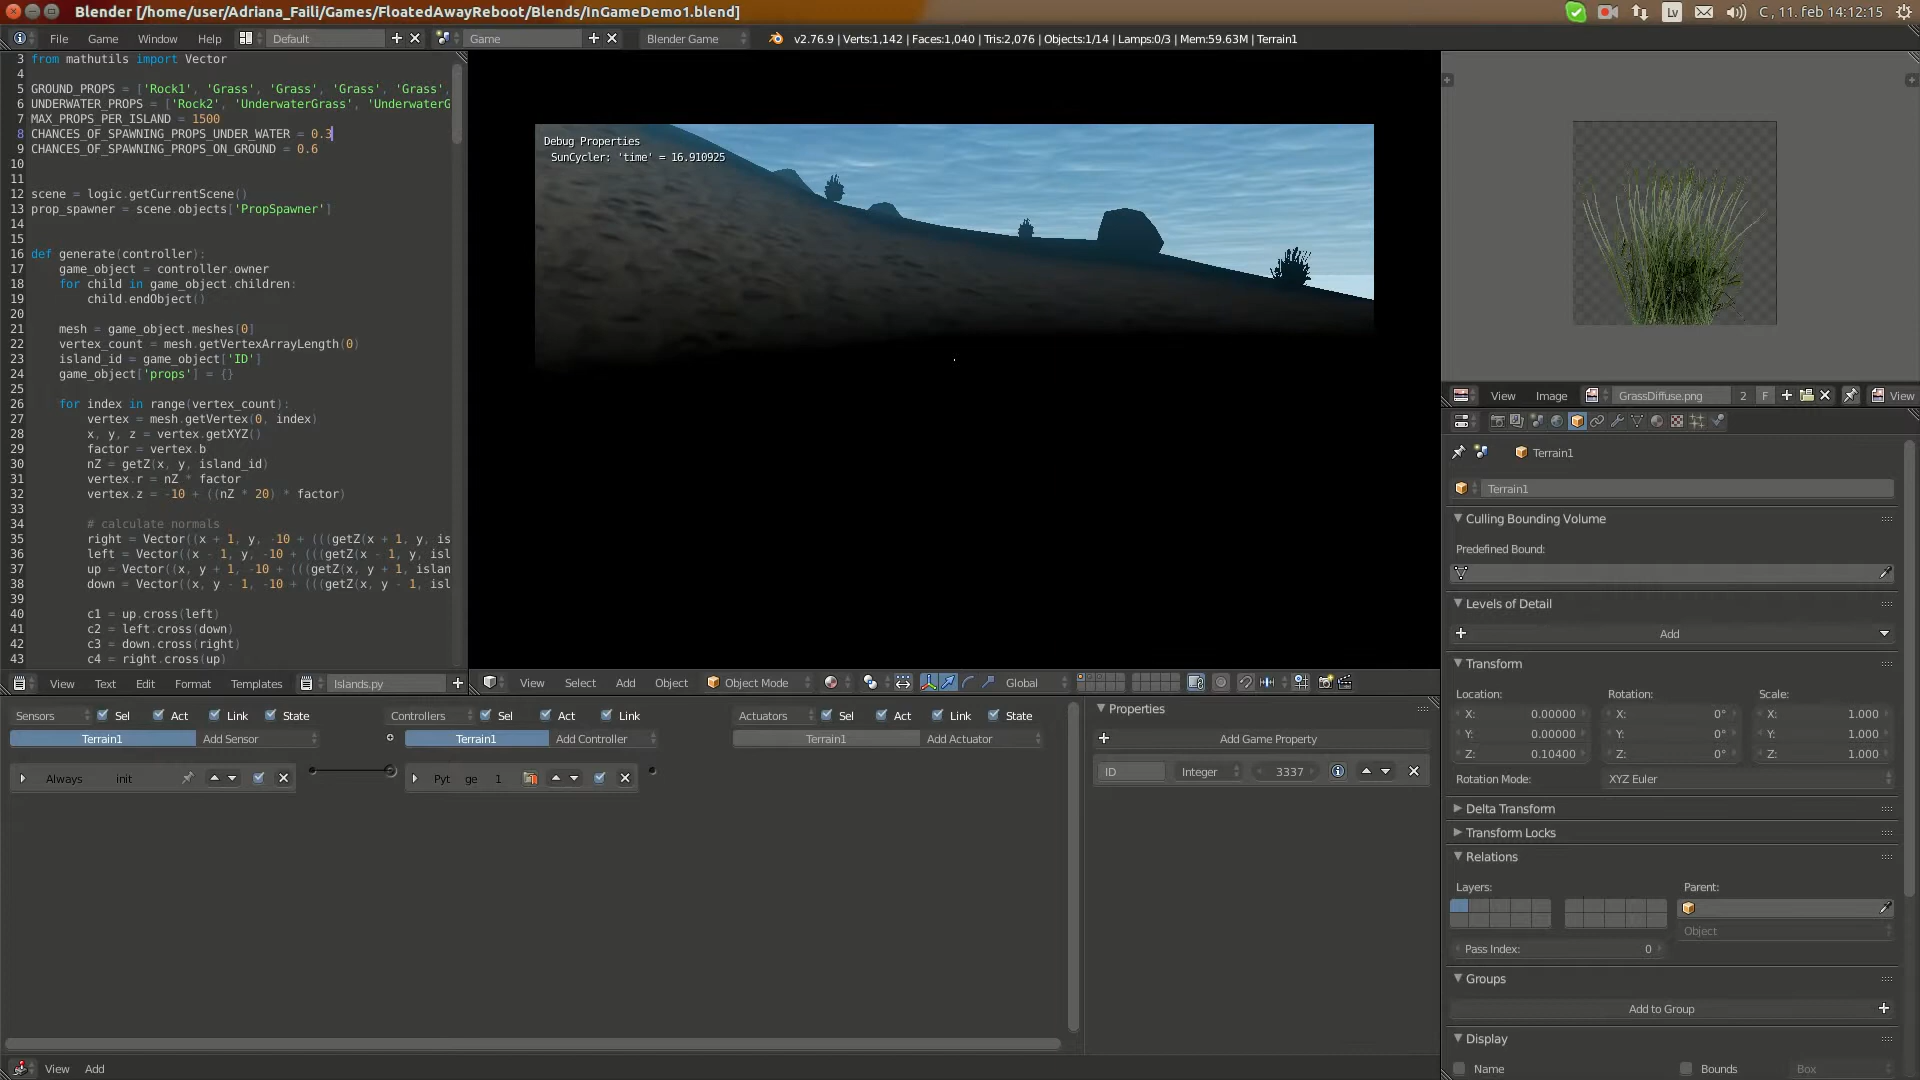 Blender [/home/user/Adriana_Faili/Games/FloatedAwayReboot/Blends/InGameDemo1.blend]
Lv
C , 11. feb 14:12:15
File Game Window Help Default Game Blender Game v2.76.9 | Verts:1,142 | Faces:1,040 | Tris:2,076 | Objects:1/14 | Lamps:0/3 | Mem:59.63M | Terrain1
3 from mathutils import Vector
4
5 GROUND_PROPS = ['Rock1', 'Grass', 'Grass', 'Grass', 'Grass',
6 UNDERWATER_PROPS = ['Rock2', 'UnderwaterGrass', 'UnderwaterG
7 MAX_PROPS_PER_ISLAND = 1500
8 CHANCES_OF_SPAWNING_PROPS_UNDER_WATER = 0.3
9 CHANCES_OF_SPAWNING_PROPS_ON_GROUND = 0.6
10
11
12 scene = logic.getCurrentScene()
13 prop_spawner = scene.objects['PropSpawner']
14
15
16 def generate(controller):
17 game_object = controller.owner
18 for child in game_object.children:
19 child.endObject()
20
21 mesh = game_object.meshes[0]
22 vertex_count = mesh.getVertexArrayLength(0)
23 island_id = game_object['ID']
24 game_object['props'] = {}
25
26 for index in range(vertex_count):
27 vertex = mesh.getVertex(0, index)
28 x, y, z = vertex.getXYZ()
29 factor = vertex.b
30 nZ = getZ(x, y, island_id)
31 vertex.r = nZ * factor
32 vertex.z = -10 + ((nZ * 20) * factor)
33
34 # calculate normals
35 right = Vector((x + 1, y, -10 + (((getZ(x + 1, y, is
36 left = Vector((x - 1, y, -10 + (((getZ(x - 1, y, isl
37 up = Vector((x, y + 1, -10 + (((getZ(x, y + 1, islan
38 down = Vector((x, y - 1, -10 + (((getZ(x, y - 1, isl
39
40 c1 = up.cross(left)
41 c2 = left.cross(down)
42 c3 = down.cross(right)
43 c4 = right.cross(up)
View Text Edit Format Templates Islands.py
Debug Properties
SunCycler: 'time' = 16.910925
View Select Add Object Object Mode Global
View Image GrassDiffuse.png 2 F View
Terrain1
Terrain1
Culling Bounding Volume
Predefined Bound:
Levels of Detail
Add
Transform
Location: Rotation: Scale:
X: 0.00000 X: 0° X: 1.000
Y: 0.00000 Y: 0° Y: 1.000
Z: 0.10400 Z: 0° Z: 1.000
Rotation Mode: XYZ Euler
Delta Transform
Transform Locks
Relations
Layers: Parent:
Object
Pass Index: 0
Groups
Add to Group
Display
Name Bounds Box
Sensors Sel Act Link State Controllers Sel Act Link Actuators Sel Act Link State
Terrain1 Add Sensor Terrain1 Add Controller Terrain1 Add Actuator
Always init Pyt ge 1
Properties
Add Game Property
ID Integer 3337
View Add